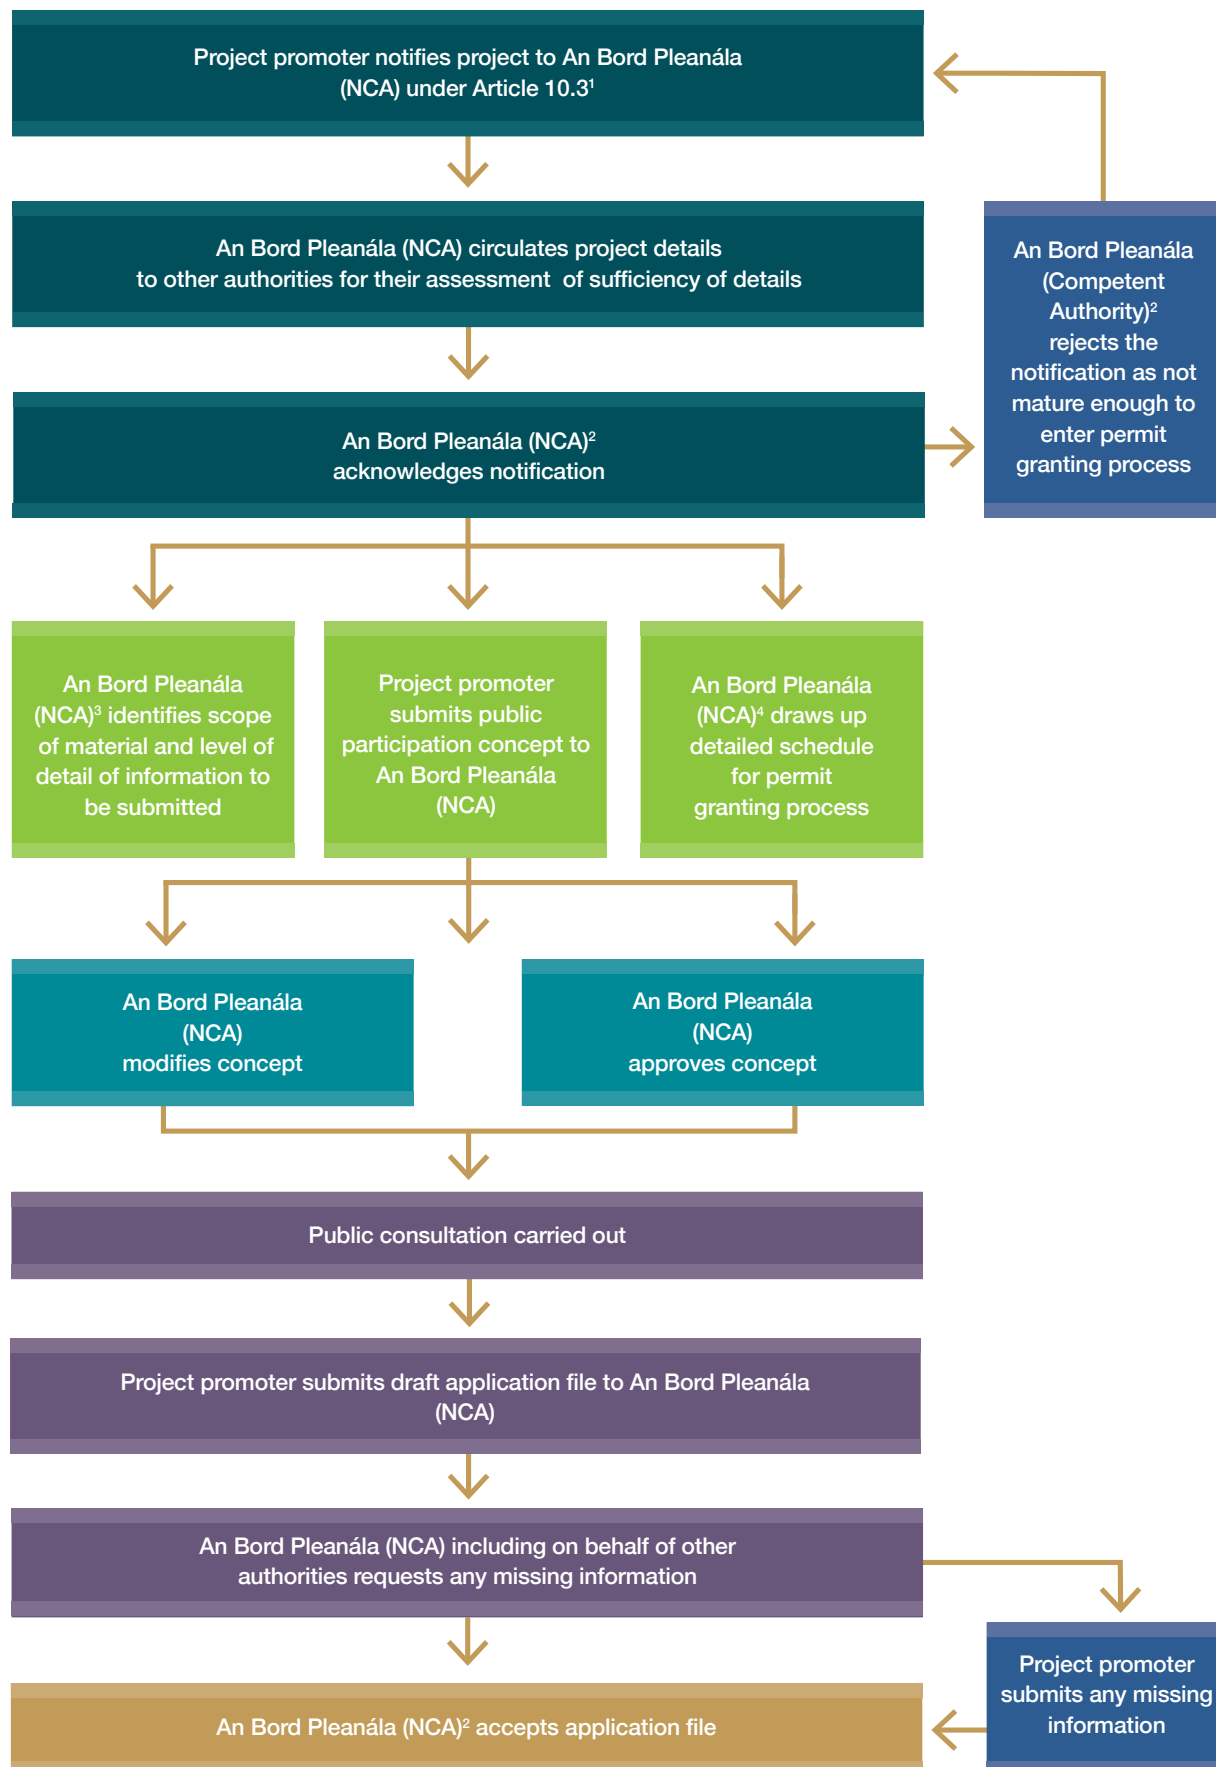 Project promoter notifies project to An Bord Pleanála
(NCA) under Article 10.3¹
An Bord Pleanála (NCA) circulates project details
to other authorities for their assessment of sufficiency of details
An Bord Pleanála
(Competent
Authority)²
rejects the
notification as not
mature enough to
enter permit
granting process
An Bord Pleanála (NCA)²
acknowledges notification
An Bord Pleanála
(NCA)³ identifies scope
of material and level of
detail of information to
be submitted
Project promoter
submits public
participation concept to
An Bord Pleanála
(NCA)
An Bord Pleanála
(NCA)⁴ draws up
detailed schedule
for permit
granting process
An Bord Pleanála
(NCA)
modifies concept
An Bord Pleanála
(NCA)
approves concept
Public consultation carried out
Project promoter submits draft application file to An Bord Pleanála
(NCA)
An Bord Pleanála (NCA) including on behalf of other
authorities requests any missing information
Project promoter
submits any missing
information
An Bord Pleanála (NCA)² accepts application file